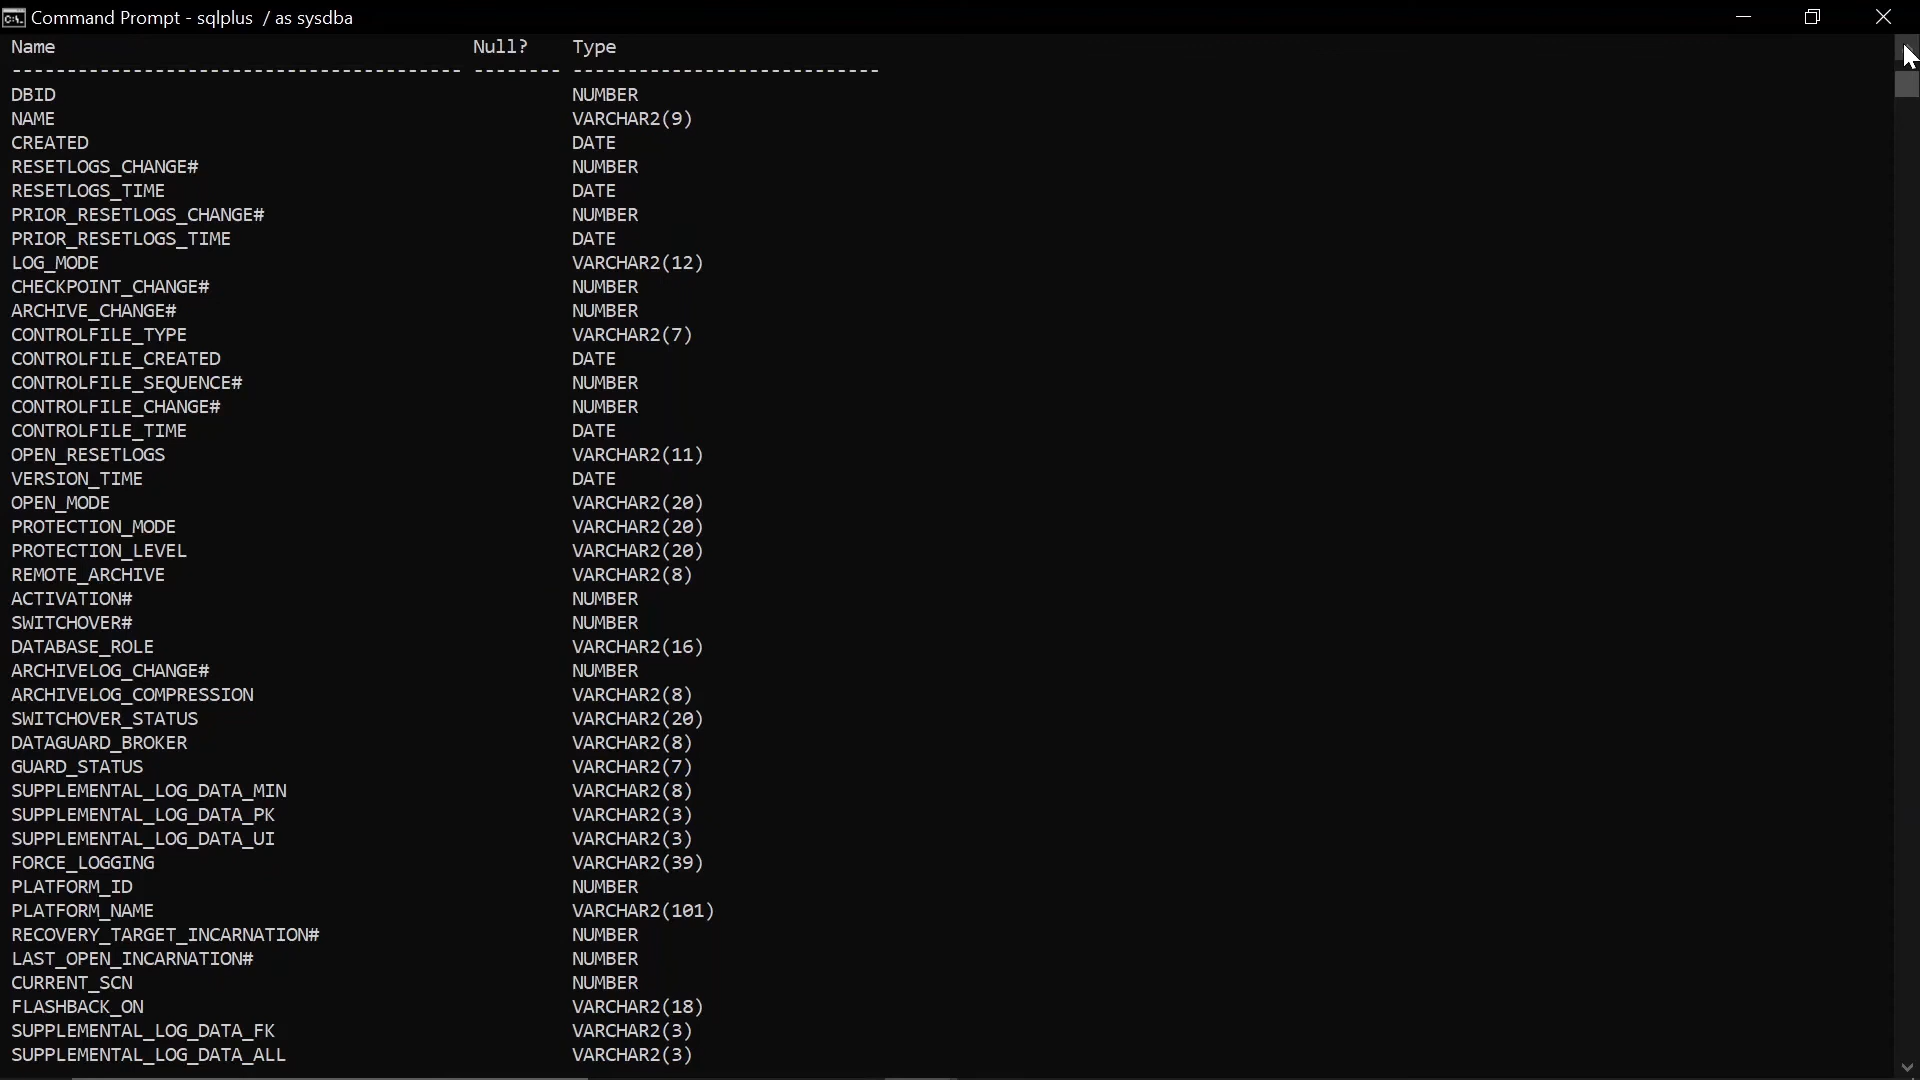 Command Prompt - sqlplus / as sysdba
Name Null? Type
----------------------------------------- -------- ----------------------------
DBID NUMBER
NAME VARCHAR2(9)
CREATED DATE
RESETLOGS_CHANGE# NUMBER
RESETLOGS_TIME DATE
PRIOR_RESETLOGS_CHANGE# NUMBER
PRIOR_RESETLOGS_TIME DATE
LOG_MODE VARCHAR2(12)
CHECKPOINT_CHANGE# NUMBER
ARCHIVE_CHANGE# NUMBER
CONTROLFILE_TYPE VARCHAR2(7)
CONTROLFILE_CREATED DATE
CONTROLFILE_SEQUENCE# NUMBER
CONTROLFILE_CHANGE# NUMBER
CONTROLFILE_TIME DATE
OPEN_RESETLOGS VARCHAR2(11)
VERSION_TIME DATE
OPEN_MODE VARCHAR2(20)
PROTECTION_MODE VARCHAR2(20)
PROTECTION_LEVEL VARCHAR2(20)
REMOTE_ARCHIVE VARCHAR2(8)
ACTIVATION# NUMBER
SWITCHOVER# NUMBER
DATABASE_ROLE VARCHAR2(16)
ARCHIVELOG_CHANGE# NUMBER
ARCHIVELOG_COMPRESSION VARCHAR2(8)
SWITCHOVER_STATUS VARCHAR2(20)
DATAGUARD_BROKER VARCHAR2(8)
GUARD_STATUS VARCHAR2(7)
SUPPLEMENTAL_LOG_DATA_MIN VARCHAR2(8)
SUPPLEMENTAL_LOG_DATA_PK VARCHAR2(3)
SUPPLEMENTAL_LOG_DATA_UI VARCHAR2(3)
FORCE_LOGGING VARCHAR2(39)
PLATFORM_ID NUMBER
PLATFORM_NAME VARCHAR2(101)
RECOVERY_TARGET_INCARNATION# NUMBER
LAST_OPEN_INCARNATION# NUMBER
CURRENT_SCN NUMBER
FLASHBACK_ON VARCHAR2(18)
SUPPLEMENTAL_LOG_DATA_FK VARCHAR2(3)
SUPPLEMENTAL_LOG_DATA_ALL VARCHAR2(3)